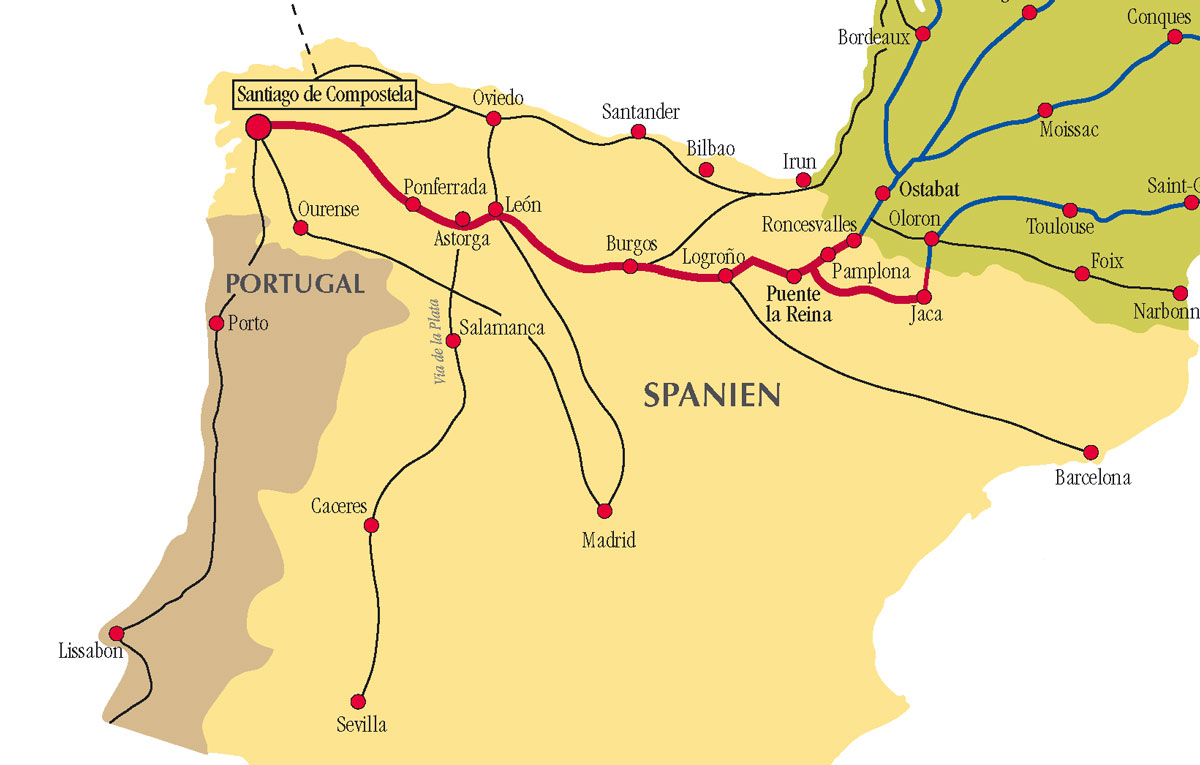 Conques
Bordeaux
Santiago de Compostela
Oviedo
Santander
Moissac
Bilbao
Irun
Ponferrada
Ostabat
Saint-G
Ourense
León
Roncesvalles
Oloron
Toulouse
Astorga
Burgos
Logroño
Pamplona
Foix
PORTUGAL
Puente
la Reina
Jaca
Narbonn
Porto
Via de la Plata
Salamanca
SPANIEN
Barcelona
Caceres
Madrid
Lissabon
Sevilla